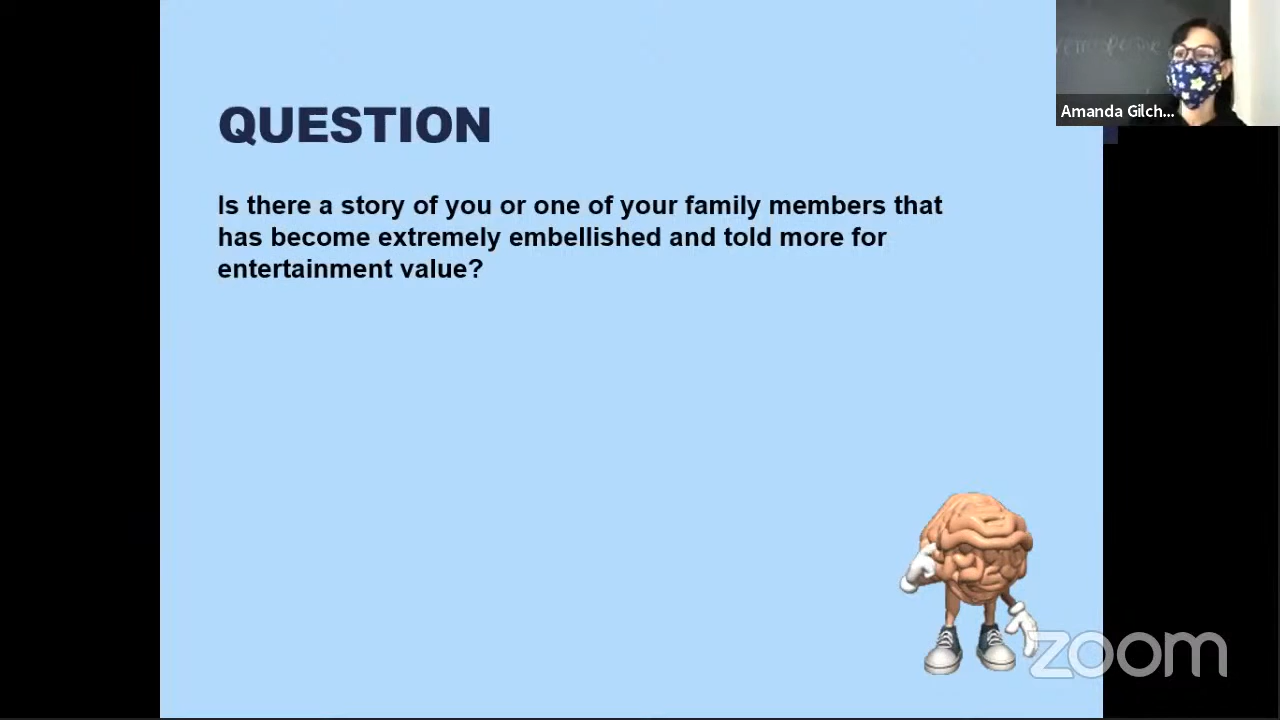 QUESTION
Is there a story of you or one of your family members that
has become extremely embellished and told more for
entertainment value?
Amanda Gilch...
zoom